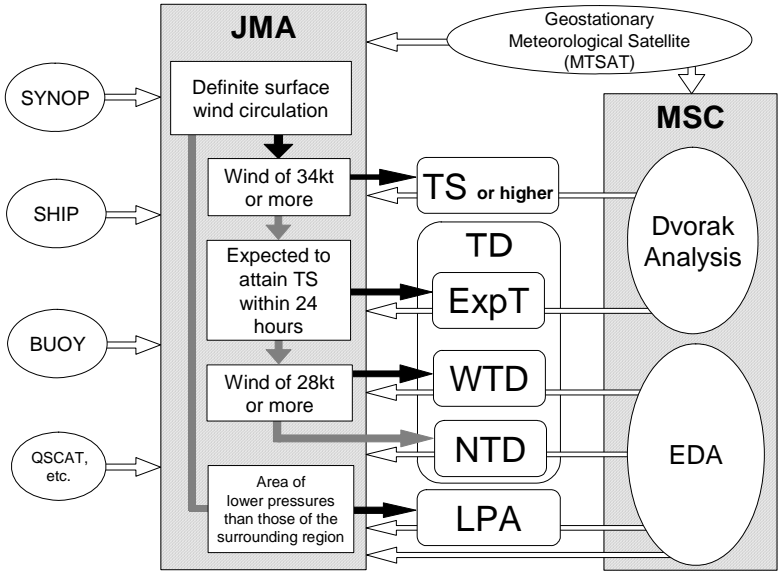 JMA
Geostationary
Meteorological Satellite
(MTSAT)
SYNOP
Definite surface
wind circulation
MSC
Wind of 34kt
or more
TS or higher
SHIP
Dvorak
Analysis
TD
Expected to
attain TS
within 24
hours
ExpT
BUOY
Wind of 28kt
or more
WTD
NTD
EDA
QSCAT,
etc.
Area of
lower pressures
than those of the
surrounding region
LPA